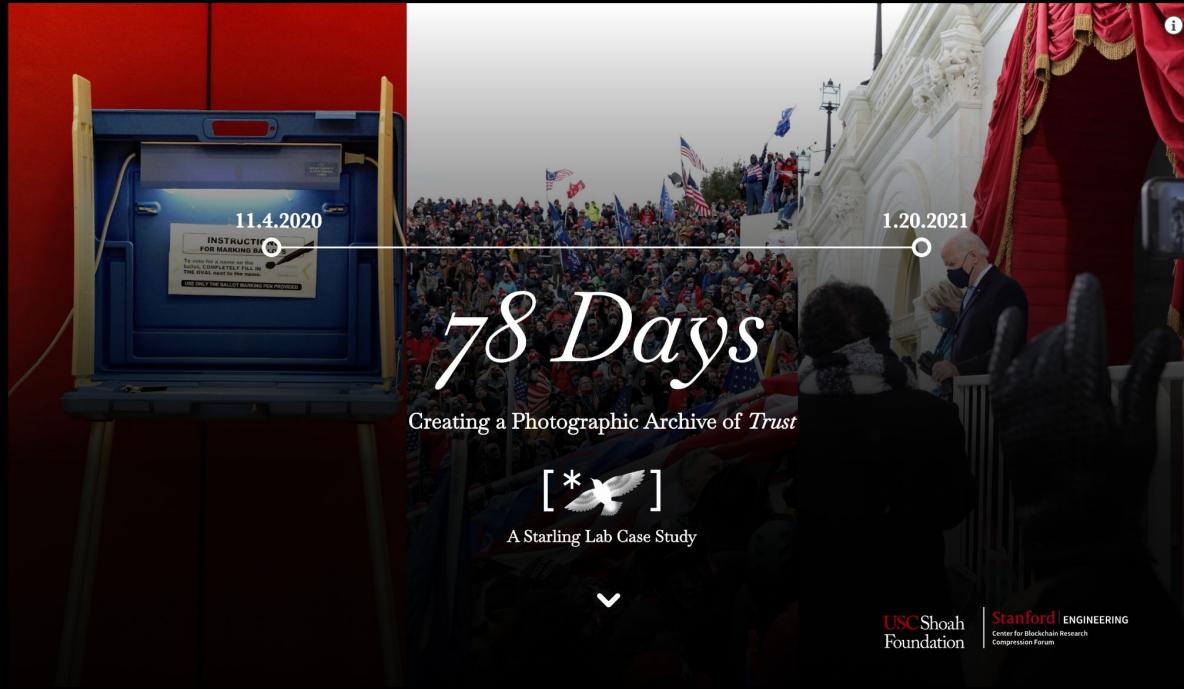 11.4.2020
1.20.2021
INSTRUCTIO
FOR MARKING BA
To vote for a name on the
ballot, COMPLETELY FILL IN
THE OVAL next to the name.
USE ONLY THE BALLOT MARKING PEN PROVIDED
78 Days
Creating a Photographic Archive of Trust
[* ]
A Starling Lab Case Study
USC Shoah
Foundation
Stanford | ENGINEERING
Center for Blockchain Research
Compression Forum
i